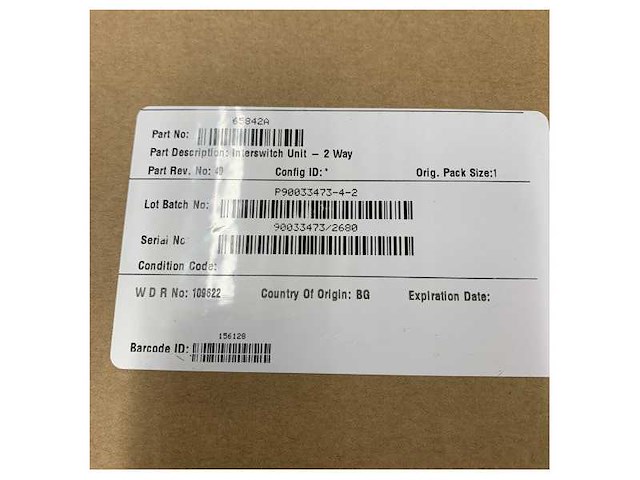 65842A
Part No:
Part Description: Interswitch Unit - 2 Way
Part Rev. No: 49 Config ID:* Orig. Pack Size:1
P90033473-4-2
Lot Batch No:
90033473/2680
Serial No
Condition Code:
W D R No: 109622 Country Of Origin: BG Expiration Date:
156128
Barcode ID: